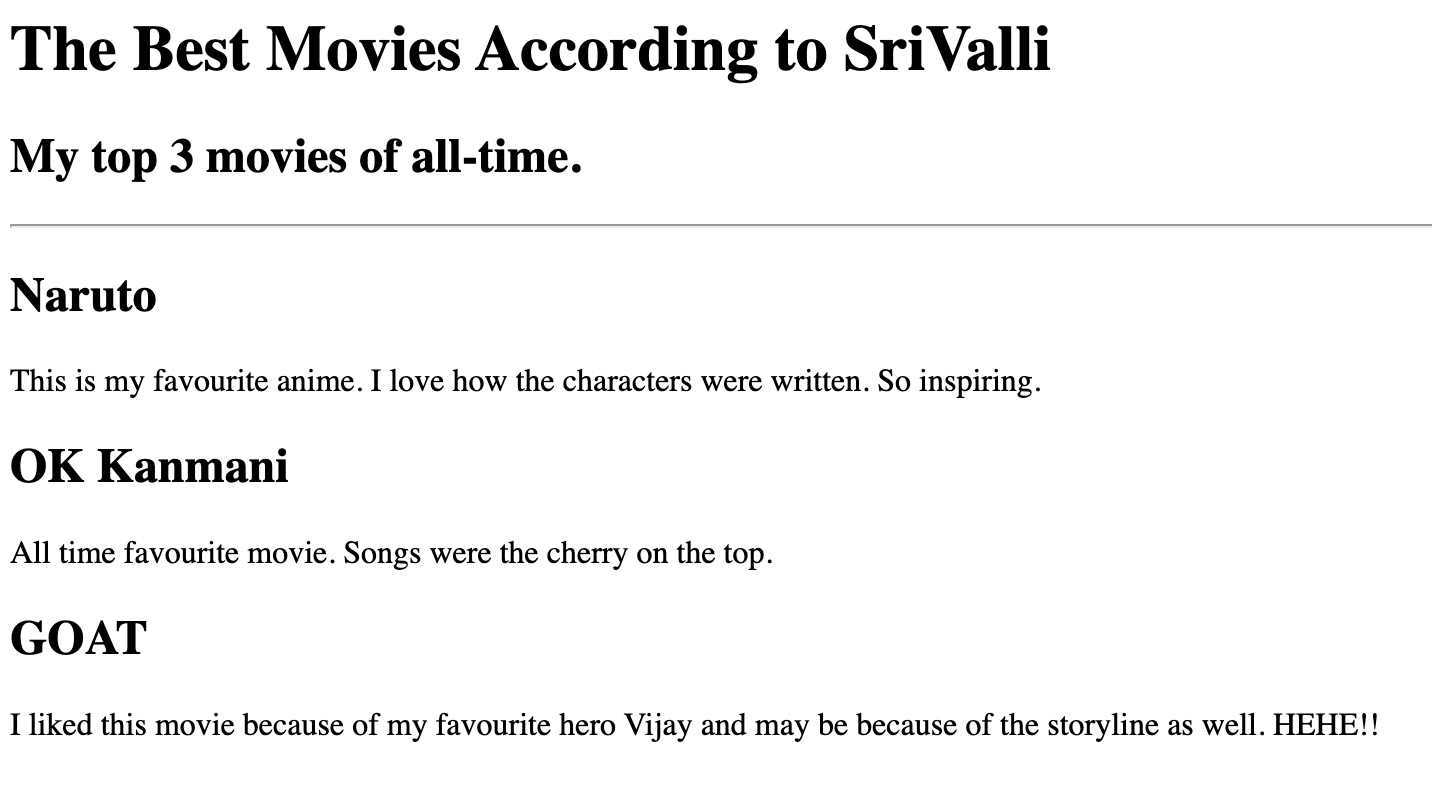 The Best Movies According to SriValli
My top 3 movies of all-time.
Naruto
This is my favourite anime. I love how the characters were written. So inspiring.
OK Kanmani
All time favourite movie. Songs were the cherry on the top.
GOAT
I liked this movie because of my favourite hero Vijay and may be because of the storyline as well. HEHE!!